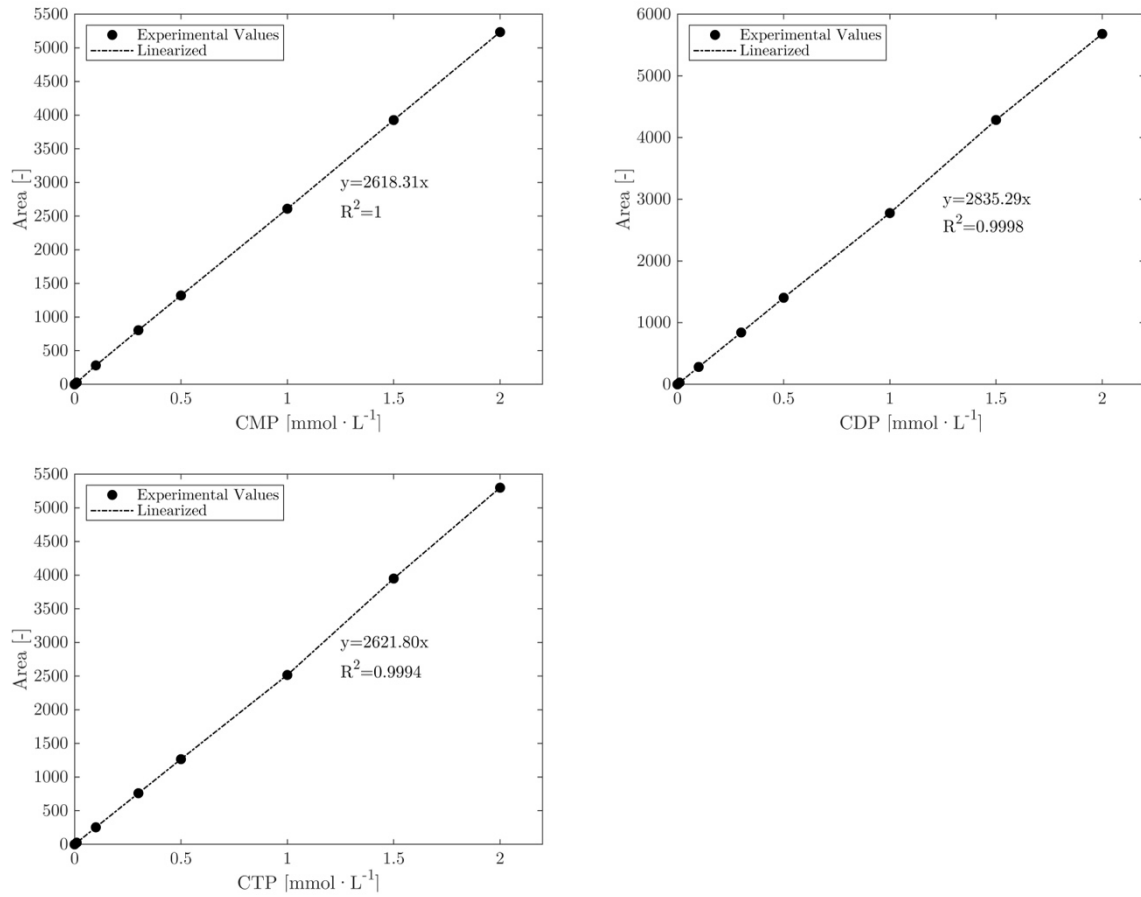 5500
5000
4500
4000
3500
3000
2500
2000
1500
1000
500
0
Area [-]
Experimental Values
Linearized
y=2618.31x
R²=1
0 0.5 1 1.5 2
CMP [mmol · L⁻¹]
6000
5000
4000
3000
2000
1000
0
Area [-]
Experimental Values
Linearized
y=2835.29x
R²=0.9998
0 0.5 1 1.5 2
CDP [mmol · L⁻¹]
5500
5000
4500
4000
3500
3000
2500
2000
1500
1000
500
0
Area [-]
Experimental Values
Linearized
y=2621.80x
R²=0.9994
0 0.5 1 1.5 2
CTP [mmol · L⁻¹]